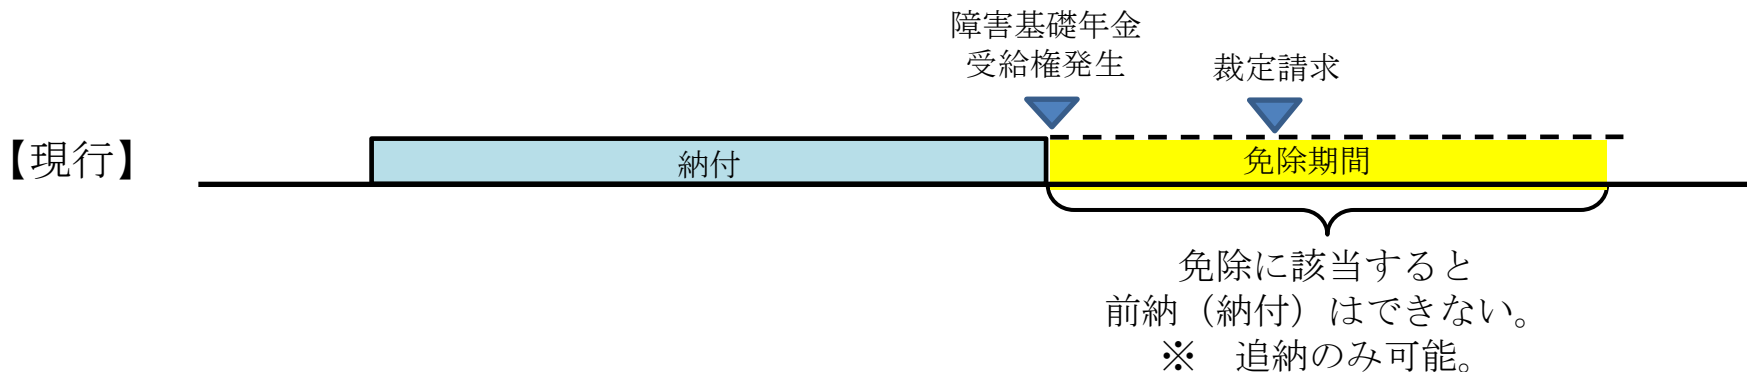 障害基礎年金
受給権発生
裁定請求
【現行】
納付
免除期間
免除に該当すると
前納（納付）はできない。
※　追納のみ可能。